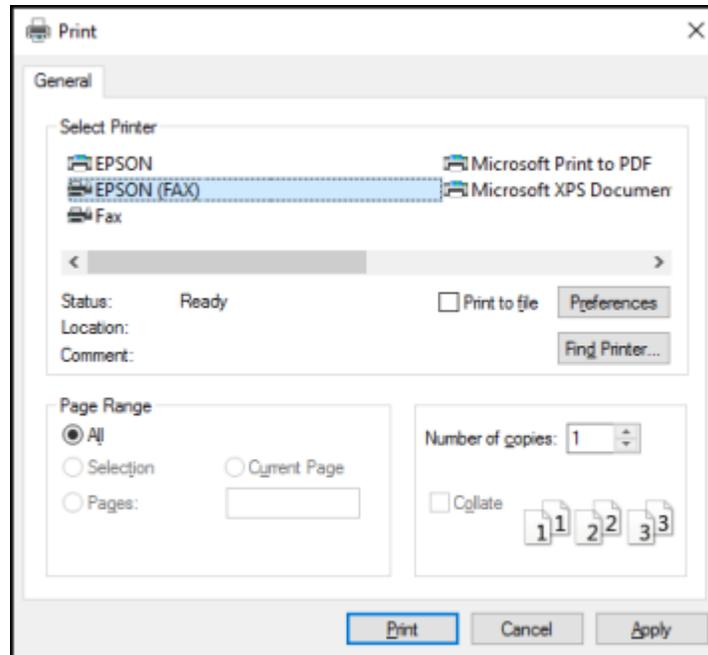 Print
General
Select Printer
EPSON
Microsoft Print to PDF
EPSON (FAX)
Microsoft XPS Documen
Fax
Status: Ready
Print to file
Preferences
Location:
Comment:
Find Printer...
Page Range
All
Selection
Current Page
Pages:
Number of copies: 1
Collate
1 1 2 2 3 3
Print
Cancel
Apply